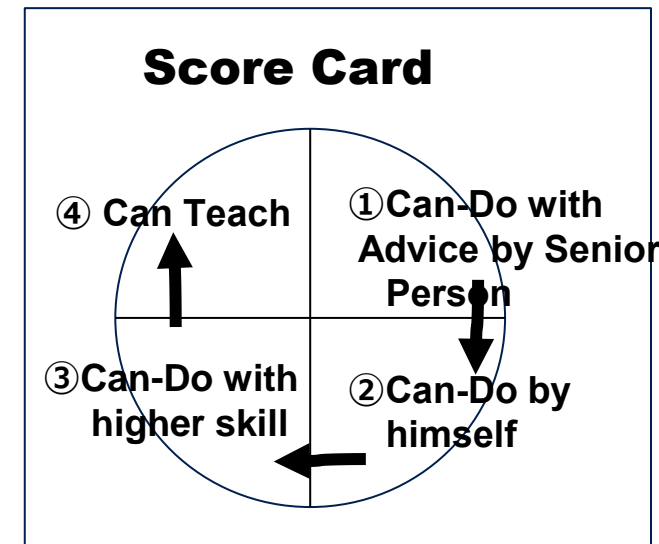 Score Card
④ Can Teach
①Can-Do with
Advice by Senior
Person
③Can-Do with
higher skill
②Can-Do by
himself